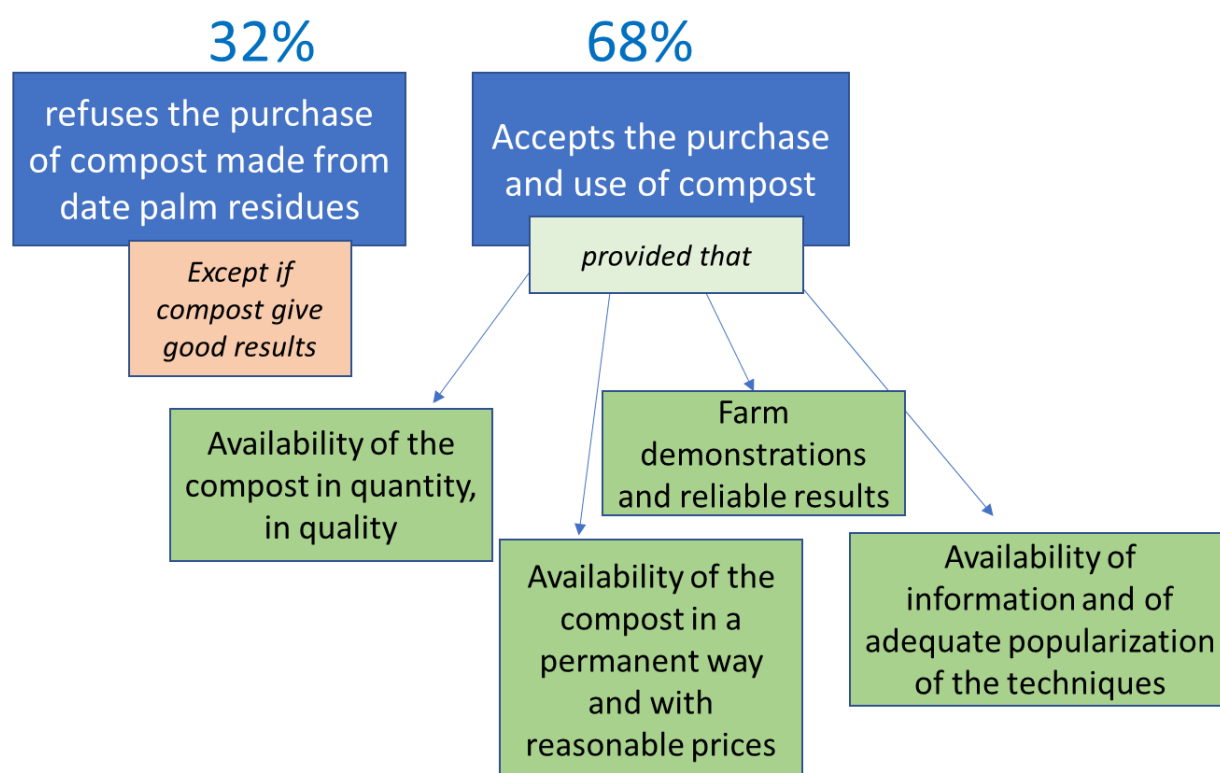 32%
refuses the purchase
of compost made from
date palm residues
Except if
compost give
good results
68%
Accepts the purchase
and use of compost
provided that
Availability of the
compost in quantity,
in quality
Availability of the
compost in a
permanent way
and with
reasonable prices
Farm
demonstrations
and reliable results
Availability of
information and of
adequate popularization
of the techniques